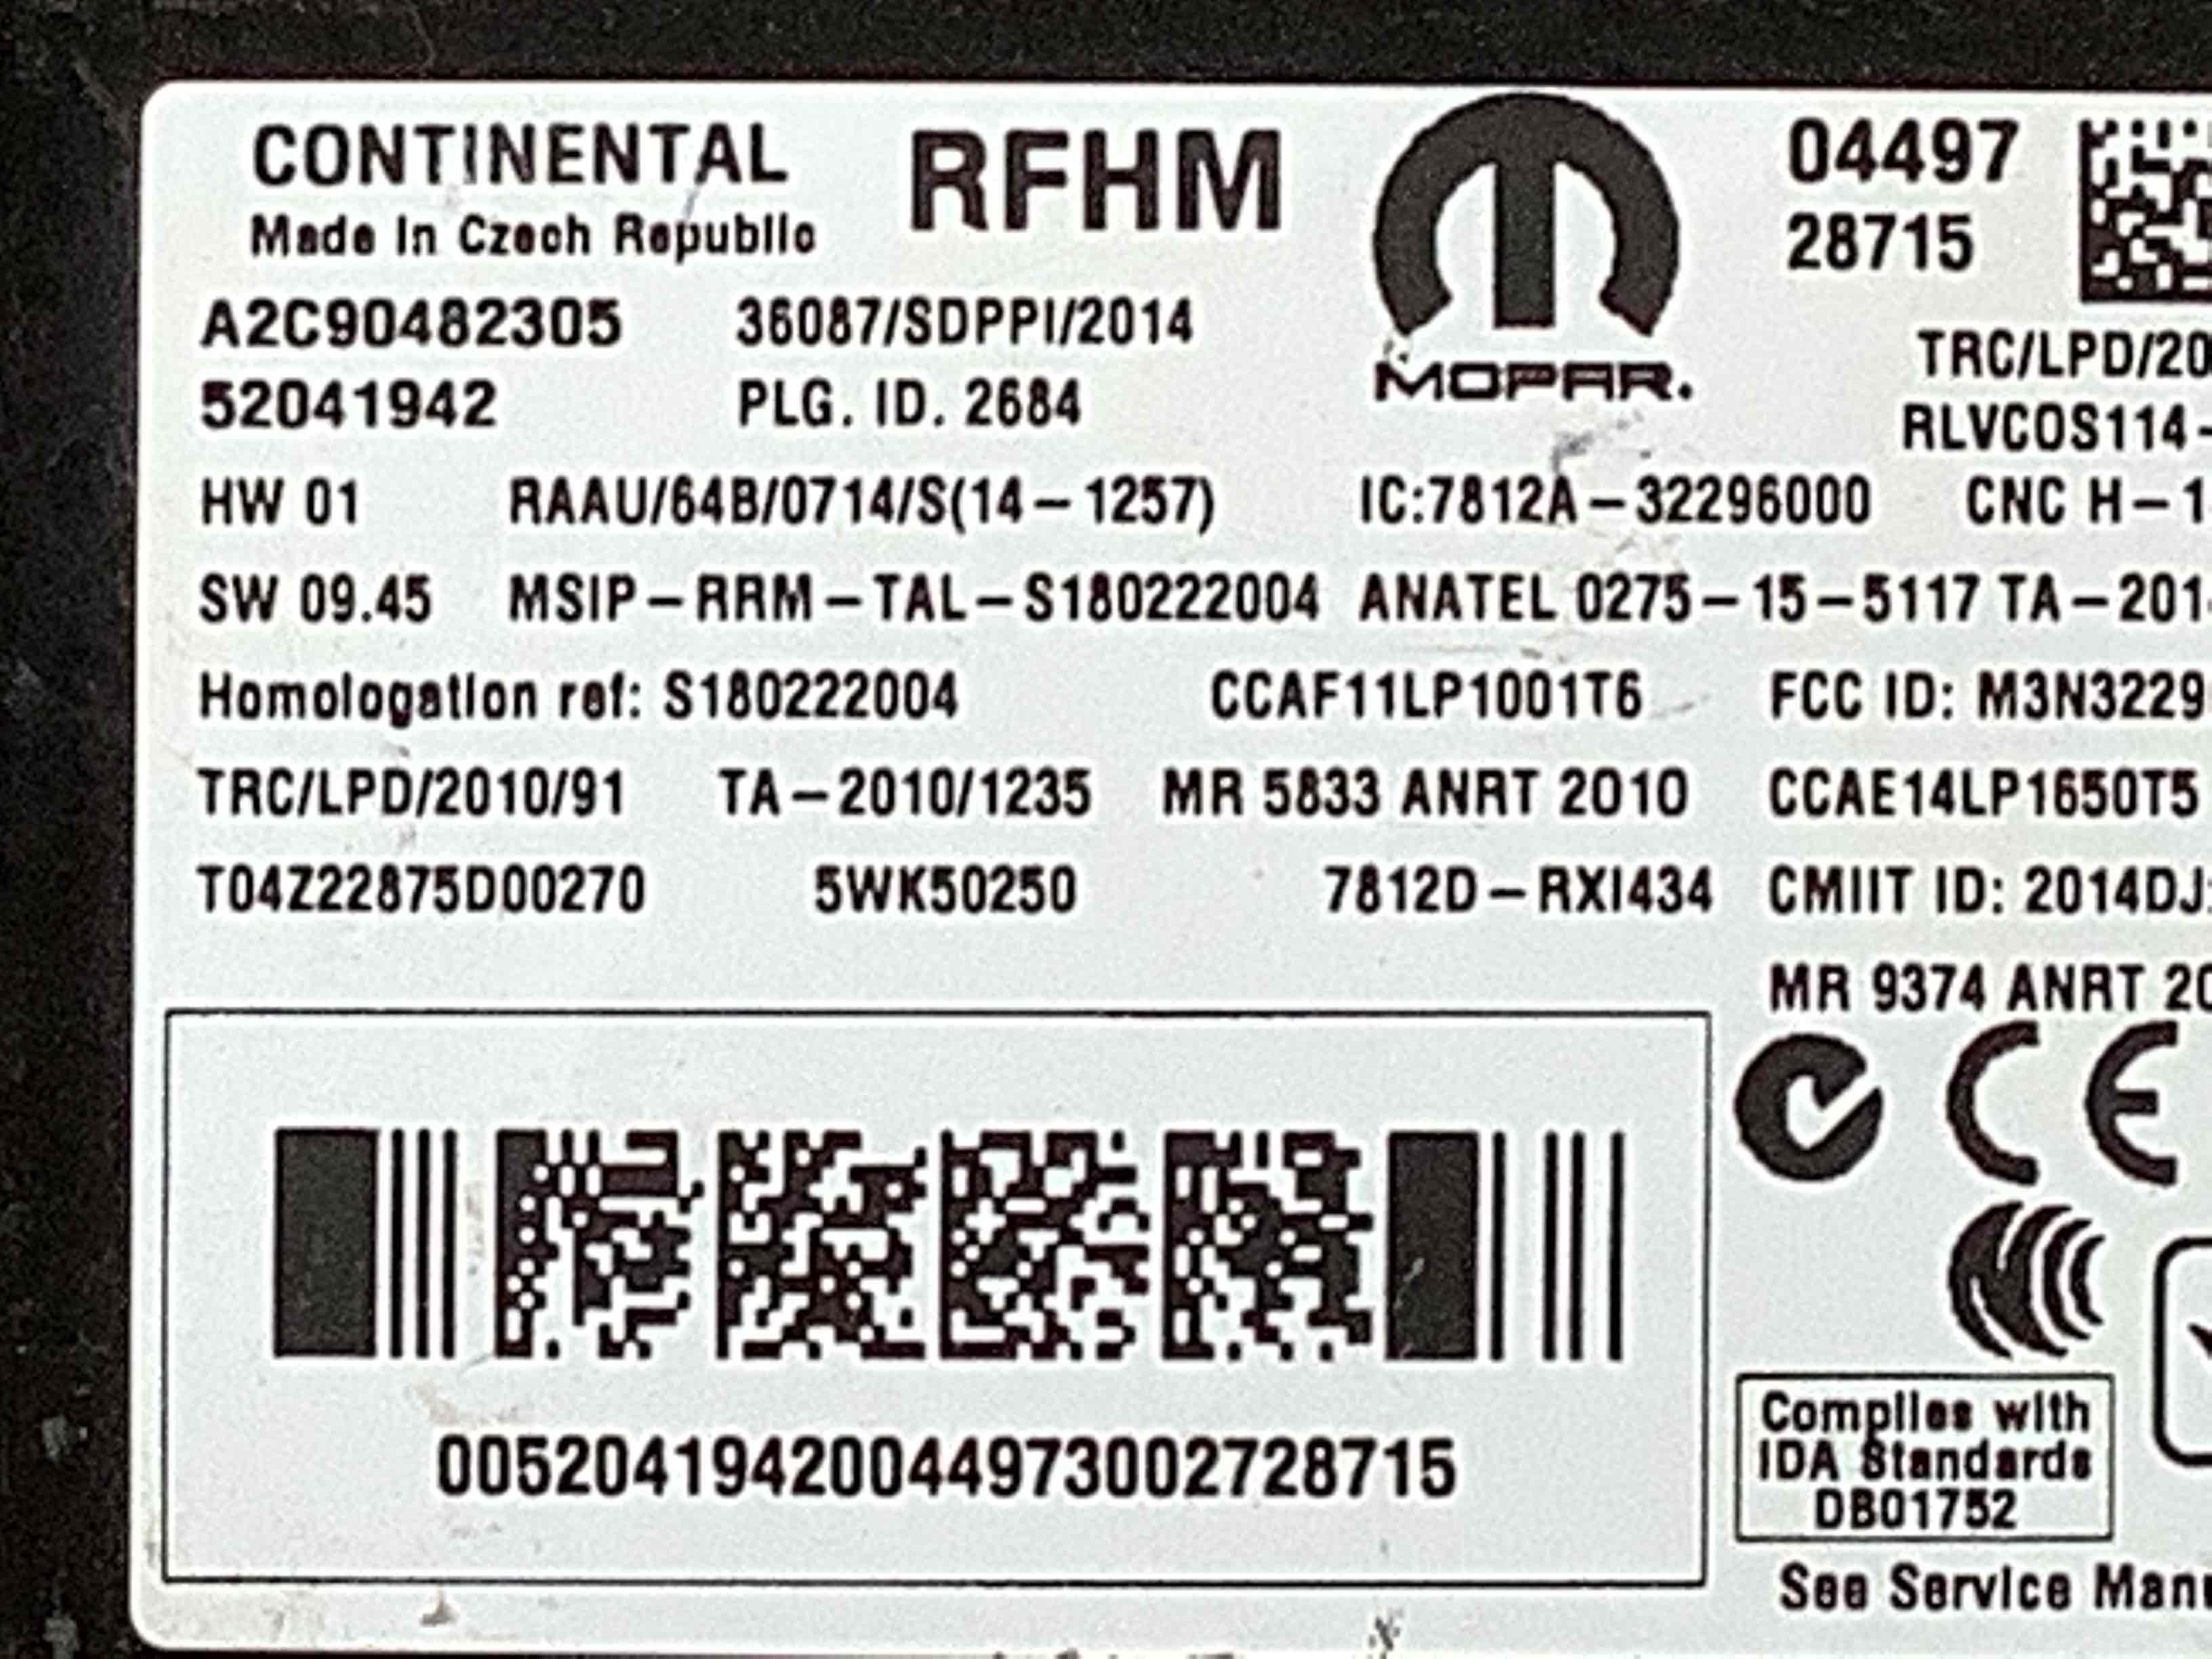 CONTINENTAL RFHM 04497
Made In Czech Republic 28715
A2C90482305 36087/SDPPI/2014 MOPAR. TRC/LPD/20
52041942 PLG. ID. 2684 RLVCOS114-
HW 01 RAAU/64B/0714/S(14-1257) IC:7812A-32296000 CNC H-1
SW 09.45 MSIP-RRM-TAL-S180222004 ANATEL 0275-15-5117 TA-201
Homologation ref: S180222004 CCAF11LP1001T6 FCC ID: M3N3229
TRC/LPD/2010/91 TA-2010/1235 MR 5833 ANRT 2010 CCAE14LP1650T5
T04Z22875D00270 5WK50250 7812D-RXI434 CMIIT ID: 2014DJ
MR 9374 ANRT 20
CE
00520419420044973002728715
Complies with
IDA Standards
DB01752
See Service Manu